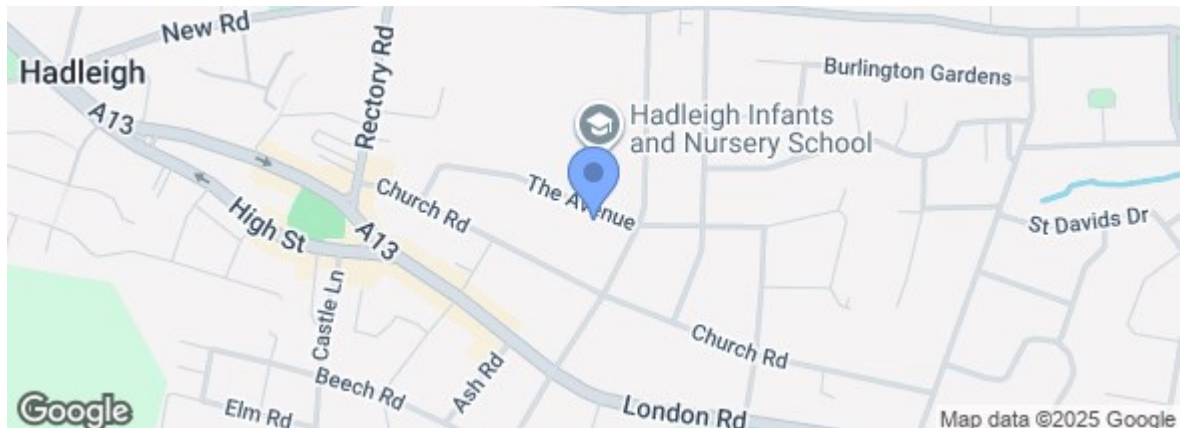 New Rd
Hadleigh
A13
Rectory Rd
Burlington Gardens
Hadleigh Infants
and Nursery School
Church Rd
The Avenue
High St
A13
St Davids Dr
Castle Ln
Church Rd
Ash Rd
Beech Rd
Elm Rd
London Rd
Google
Map data ©2025 Google